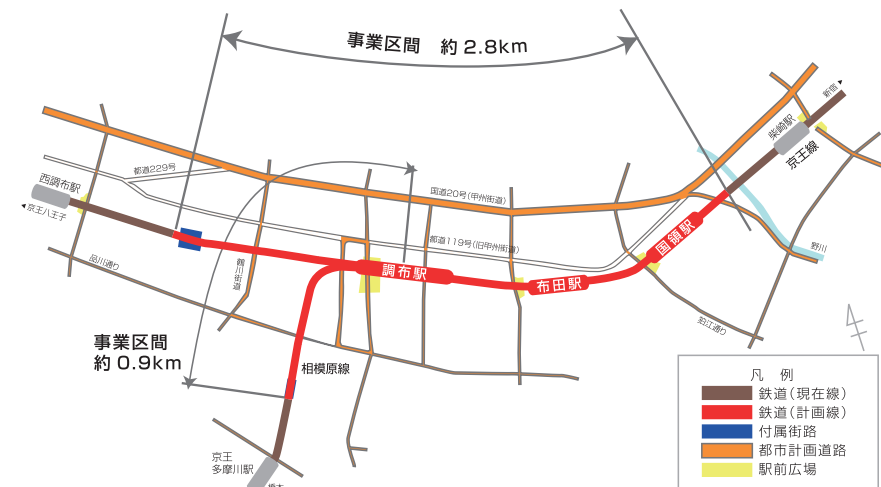 事業区間 約2.8km
新宿
柴崎駅
京王線
西調布駅
京王八王子
都道229号
国道20号(甲州街道)
都道119号(旧甲州街道)
野川
国領駅
品川通り
鶴川街道
調布駅
布田駅
狛江通り
事業区間
約0.9km
相模原線
京王
多摩川駅
凡 例
鉄道(現在線)
鉄道(計画線)
付属街路
都市計画道路
駅前広場